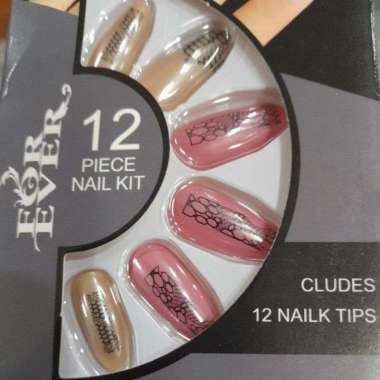 FOR
EVER
12
PIECE
NAIL KIT
CLUDES
12 NAILK TIPS